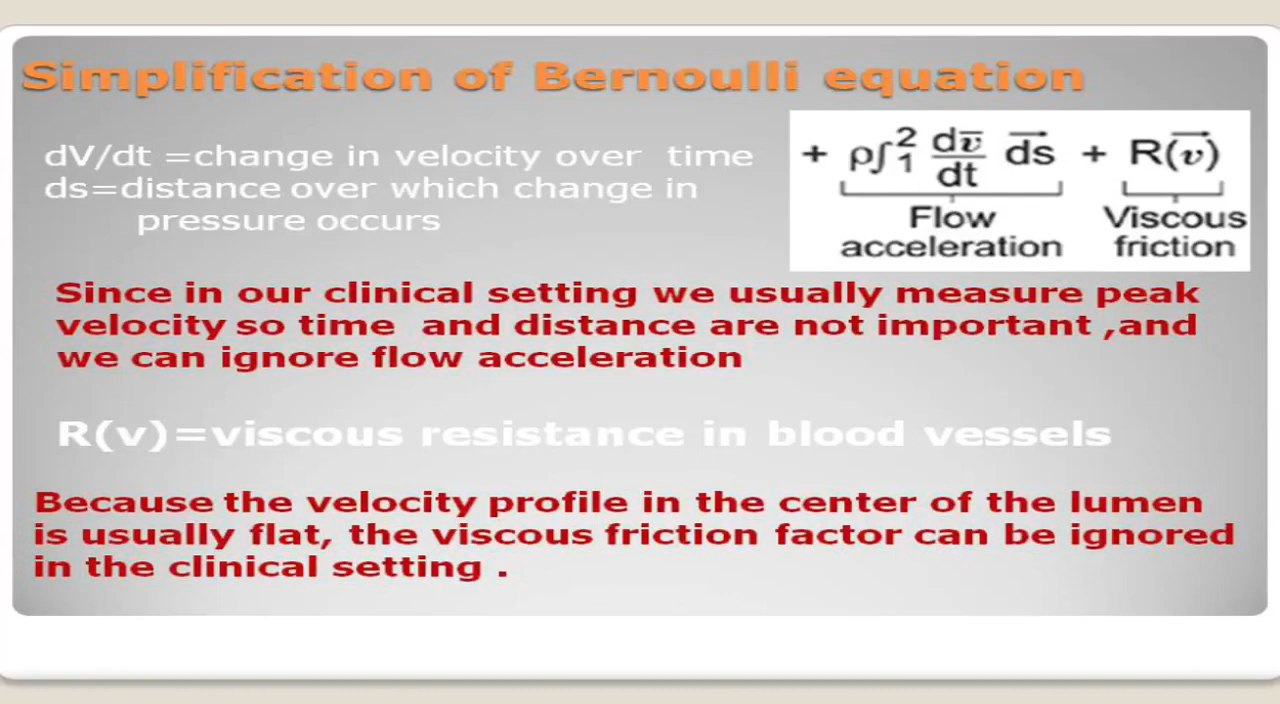 Simplification of Bernoulli equation
dV/dt =change in velocity over time
ds=distance over which change in
pressure occurs
+ ρ∫₁² dv̅/dt d⃗s + R(v⃗)
Flow acceleration
Viscous friction
Since in our clinical setting we usually measure peak
velocity so time and distance are not important ,and
we can ignore flow acceleration
R(v)=viscous resistance in blood vessels
Because the velocity profile in the center of the lumen
is usually flat, the viscous friction factor can be ignored
in the clinical setting .